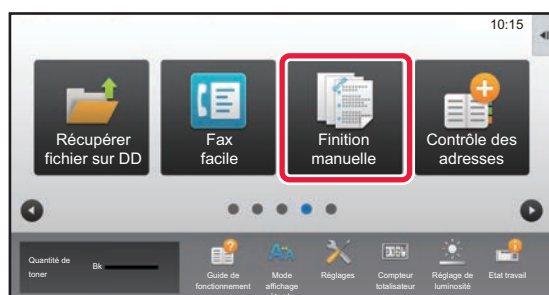 10:15
Récupérer
fichier sur DD
Fax
facile
Finition
manuelle
Contrôle des
adresses
Quantité de
toner
Bk
Guide de
fonctionnement
Mode
affichage
Réglages
Compteur
totalisateur
Réglage de
luminosité
Etat travail